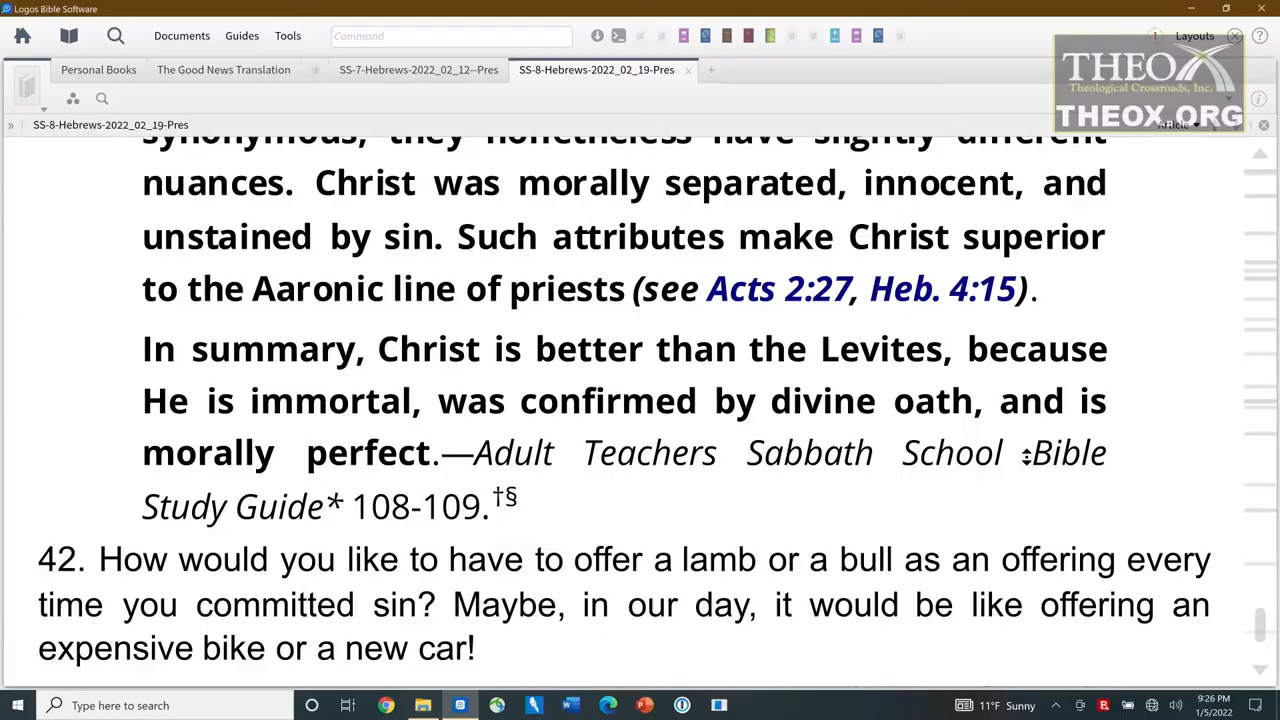 Logos Bible Software
Documents Guides Tools Command Layouts
Personal Books The Good News Translation SS-7-Hebrews-2022_02_12--Pres SS-8-Hebrews-2022_02_19-Pres
THEOX
Theological Crossroads, Inc.
THEOX.ORG
SS-8-Hebrews-2022_02_19-Pres Article
synonymous, they nonetheless have slightly different
nuances. Christ was morally separated, innocent, and
unstained by sin. Such attributes make Christ superior
to the Aaronic line of priests (see Acts 2:27, Heb. 4:15).
In summary, Christ is better than the Levites, because
He is immortal, was confirmed by divine oath, and is
morally perfect.—Adult Teachers Sabbath School Bible
Study Guide* 108-109.†§
42. How would you like to have to offer a lamb or a bull as an offering every
time you committed sin? Maybe, in our day, it would be like offering an
expensive bike or a new car!
Type here to search 11°F Sunny 9:26 PM
1/5/2022